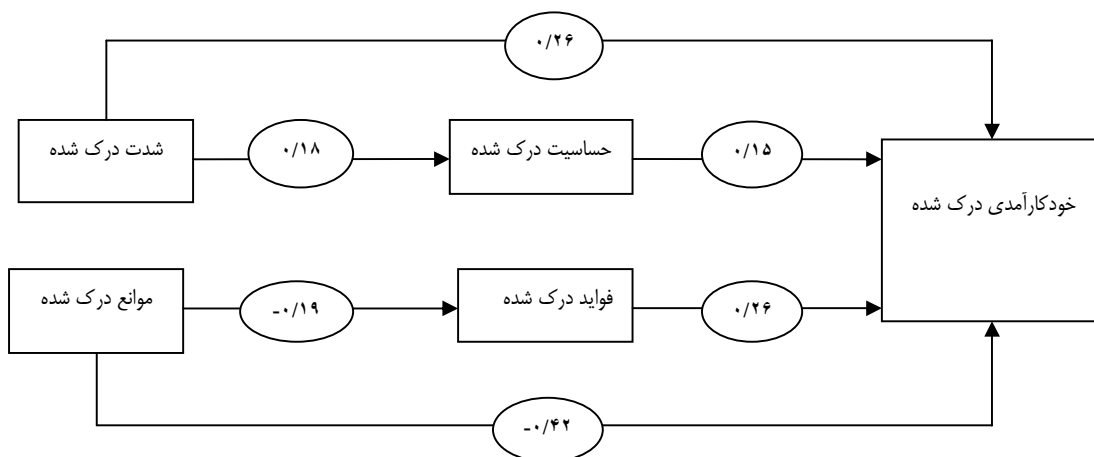 ۰/۲۶
شدت درک شده
۰/۱۸
حساسیت درک شده
۰/۱۵
خودکارآمدی درک شده
موانع درک شده
-۰/۱۹
فواید درک شده
۰/۲۶
-۰/۴۲